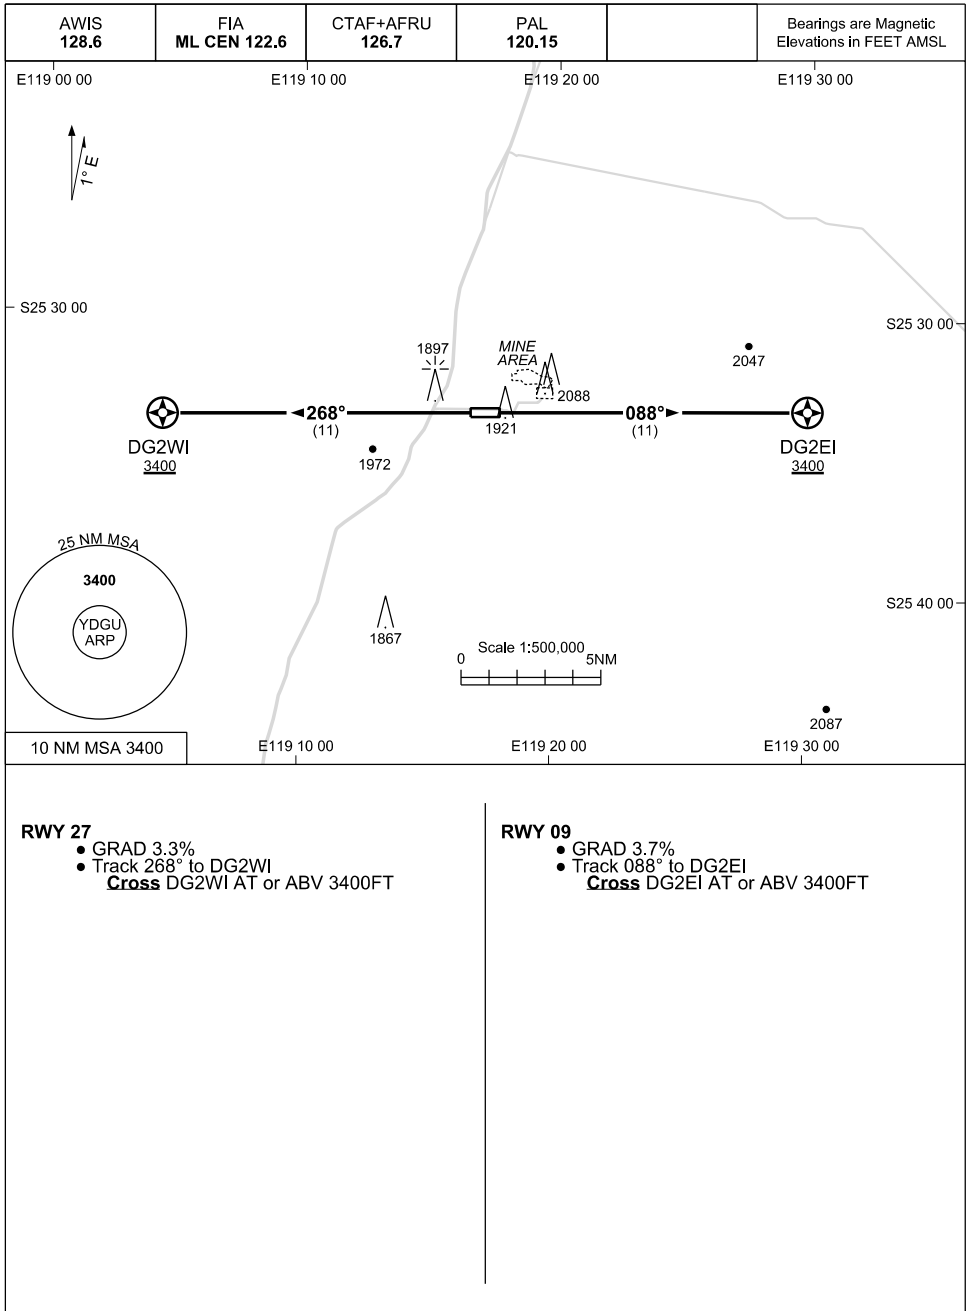 AWIS
128.6
FIA
ML CEN 122.6
CTAF+AFRU
126.7
PAL
120.15
Bearings are Magnetic
Elevations in FEET AMSL
E119 00 00
E119 10 00
E119 20 00
E119 30 00
1° E
S25 30 00
S25 30 00
1897
MINE
AREA
2047
2088
268°
(11)
1921
088°
(11)
DG2WI
3400
1972
DG2EI
3400
25 NM MSA
3400
YDGU
ARP
S25 40 00
1867
Scale 1:500,000
0
5NM
2087
10 NM MSA 3400
E119 10 00
E119 20 00
E119 30 00
RWY 27
● GRAD 3.3%
● Track 268° to DG2WI
Cross DG2WI AT or ABV 3400FT
RWY 09
● GRAD 3.7%
● Track 088° to DG2EI
Cross DG2EI AT or ABV 3400FT